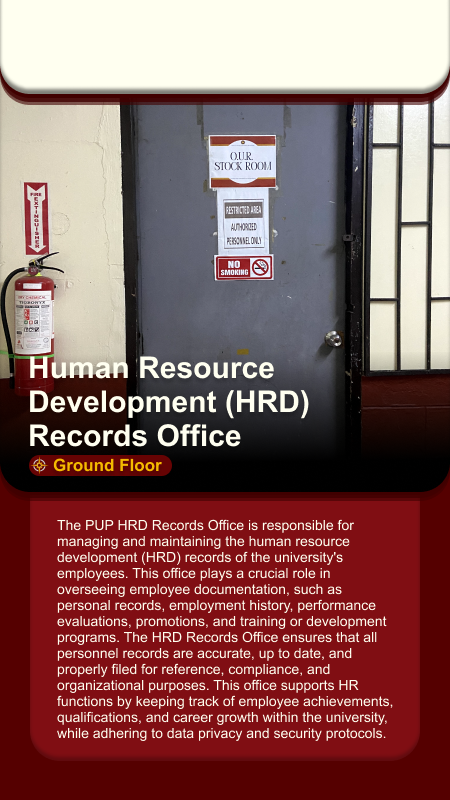 O.U.R.
STOCK ROOM
RESTRICTED AREA
AUTHORIZED
PERSONNEL ONLY
NO
SMOKING
FIRE
EXTINGUISHER
DRY CHEMICAL
Human Resource
Development (HRD)
Records Office
Ground Floor
The PUP HRD Records Office is responsible for
managing and maintaining the human resource
development (HRD) records of the university's
employees. This office plays a crucial role in
overseeing employee documentation, such as
personal records, employment history, performance
evaluations, promotions, and training or development
programs. The HRD Records Office ensures that all
personnel records are accurate, up to date, and
properly filed for reference, compliance, and
organizational purposes. This office supports HR
functions by keeping track of employee achievements,
qualifications, and career growth within the university,
while adhering to data privacy and security protocols.